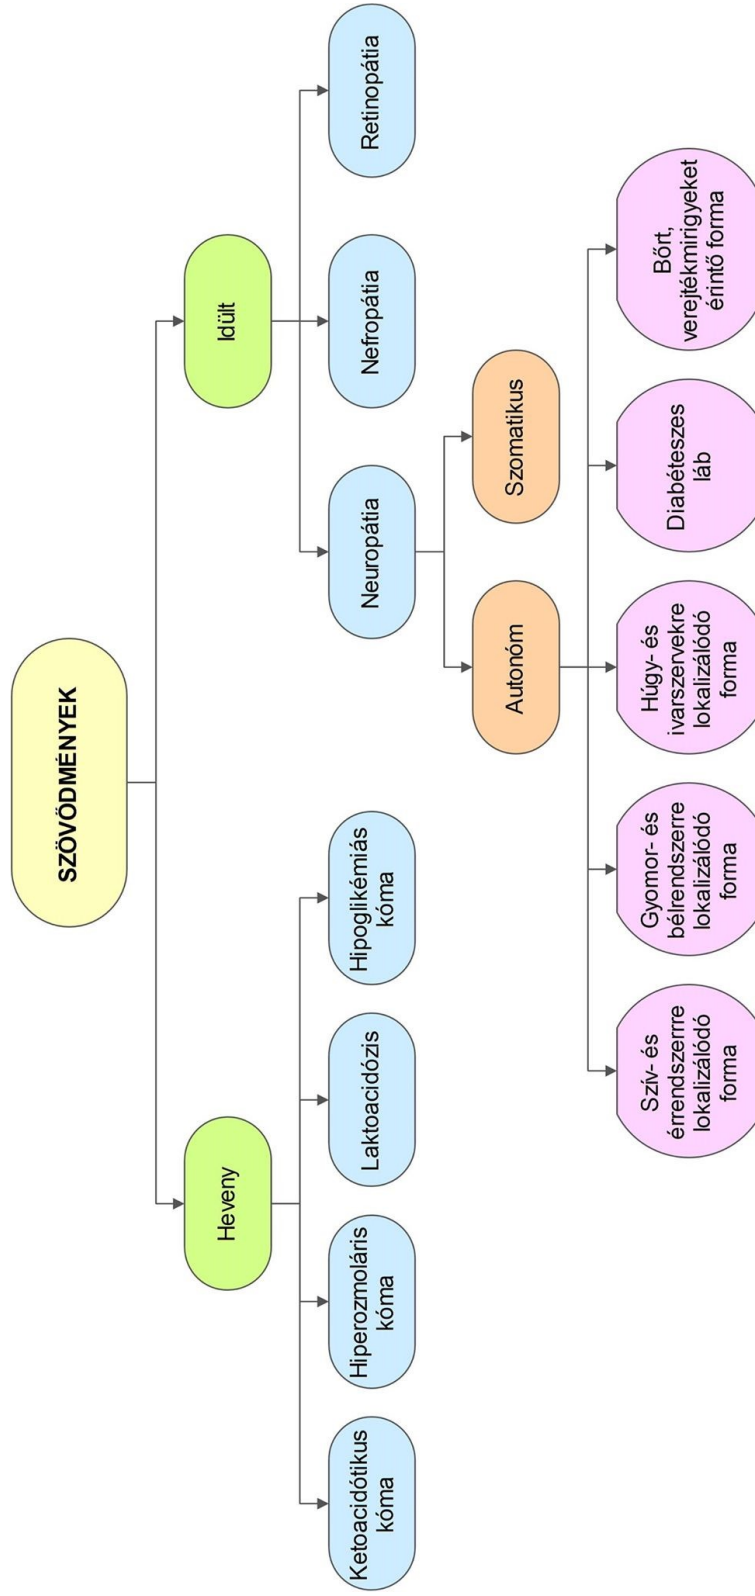 SZÖVŐDMÉNYEK
Heveny
Idült
Ketoacidótikus
kóma
Hiperozmoláris
kóma
Laktoacidózis
Hipoglikémiás
kóma
Neuropátia
Nefropátia
Retinopátia
Autonóm
Szomatikus
Szív- és
érrendszerrre
lokalizálódó
forma
Gyomor- és
bélrendszerre
lokalizálódó
forma
Húgy- és
ivarszervekre
lokalizálódó
forma
Diabéteszes
láb
Bőrt,
verejtékmirigyeket
érintő forma